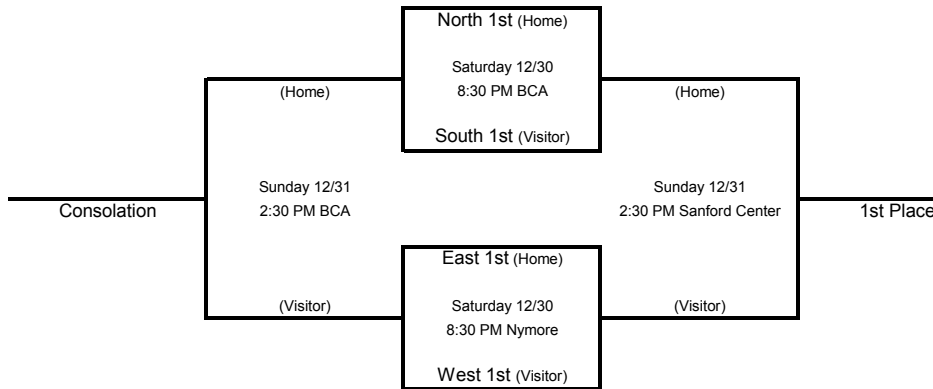 North 1st (Home)
Saturday 12/30
8:30 PM BCA
(Home)
(Home)
South 1st (Visitor)
Sunday 12/31
2:30 PM BCA
Sunday 12/31
2:30 PM Sanford Center
Consolation
1st Place
East 1st (Home)
(Visitor)
Saturday 12/30
8:30 PM Nymore
(Visitor)
West 1st (Visitor)